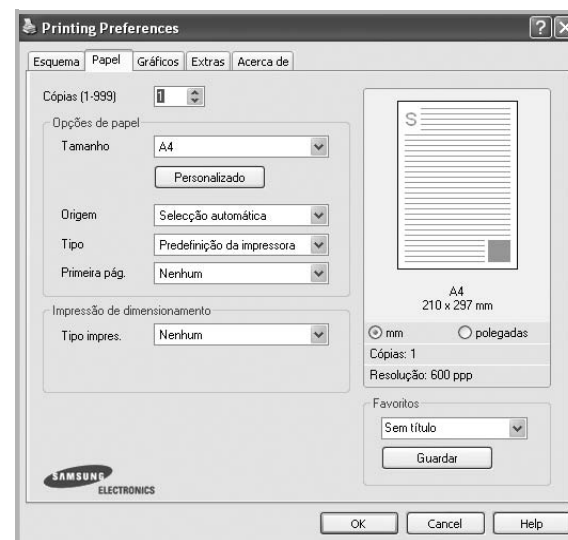 Printing Preferences
Esquema Papel Gráficos Extras Acerca de
Cópias (1-999) 1
Opções de papel
Tamanho A4
Personalizado
Origem Selecção automática
Tipo Predefinição da impressora
Primeira pág. Nenhum
Impressão de dimensionamento
Tipo impres. Nenhum
SAMSUNG
ELECTRONICS
S
A4
210 x 297 mm
mm polegadas
Cópias: 1
Resolução: 600 ppp
Favoritos
Sem título
Guardar
OK Cancel Help